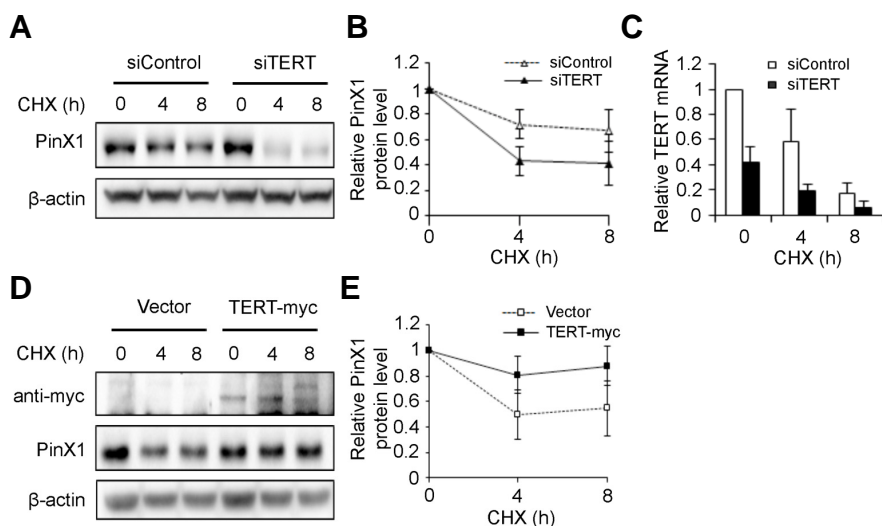 A
siControl siTERT
CHX (h) 0 4 8 0 4 8
PinX1
β-actin
B
siControl
siTERT
Relative PinX1
protein level
1.2
1
0.8
0.6
0.4
0.2
0
0 4 8
CHX (h)
C
siControl
siTERT
Relative TERT mRNA
1.2
1
0.8
0.6
0.4
0.2
0
0 4 8
CHX (h)
D
Vector TERT-myc
CHX (h) 0 4 8 0 4 8
anti-myc
PinX1
β-actin
E
Vector
TERT-myc
Relative PinX1
protein level
1.2
1
0.8
0.6
0.4
0.2
0
0 4 8
CHX (h)